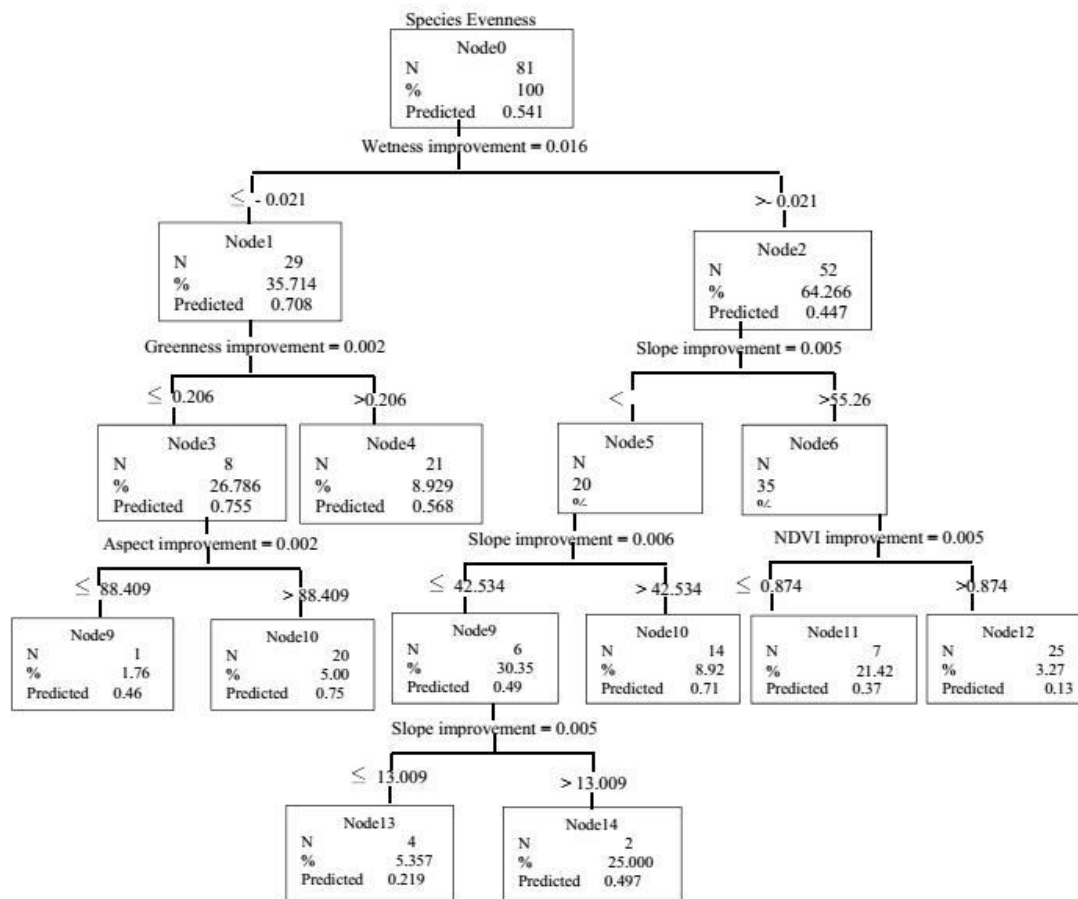 Species Evenness
Node0
N 81
% 100
Predicted 0.541
Wetness improvement = 0.016
≤ - 0.021
>- 0.021
Node1
N 29
% 35.714
Predicted 0.708
Node2
N 52
% 64.266
Predicted 0.447
Greenness improvement = 0.002
Slope improvement = 0.005
≤ 0.206
>0.206
<
>55.26
Node3
N 8
% 26.786
Predicted 0.755
Node4
N 21
% 8.929
Predicted 0.568
Node5
N
20
%
Node6
N
35
%
Aspect improvement = 0.002
Slope improvement = 0.006
NDVI improvement = 0.005
≤ 88.409
> 88.409
≤ 42.534
> 42.534
≤ 0.874
>0.874
Node9
N 1
% 1.76
Predicted 0.46
Node10
N 20
% 5.00
Predicted 0.75
Node9
N 6
% 30.35
Predicted 0.49
Node10
N 14
% 8.92
Predicted 0.71
Node11
N 7
% 21.42
Predicted 0.37
Node12
N 25
% 3.27
Predicted 0.13
Slope improvement = 0.005
≤ 13.009
> 13.009
Node13
N 4
% 5.357
Predicted 0.219
Node14
N 2
% 25.000
Predicted 0.497